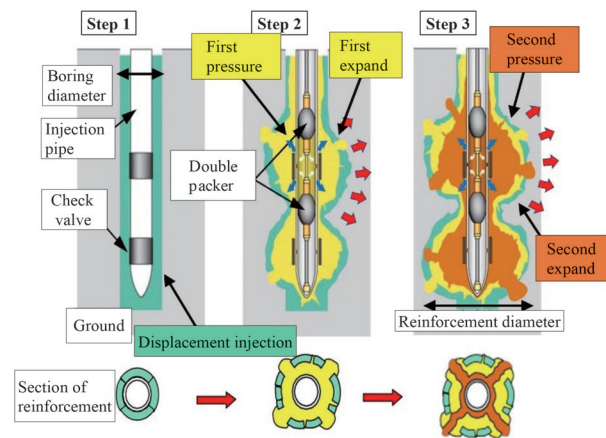 Step 1
Step 2
Step 3
First
pressure
First
expand
Second
pressure
Boring
diameter
Injection
pipe
Double
packer
Check
valve
Second
expand
Ground
Reinforcement diameter
Displacement injection
Section of
reinforcement